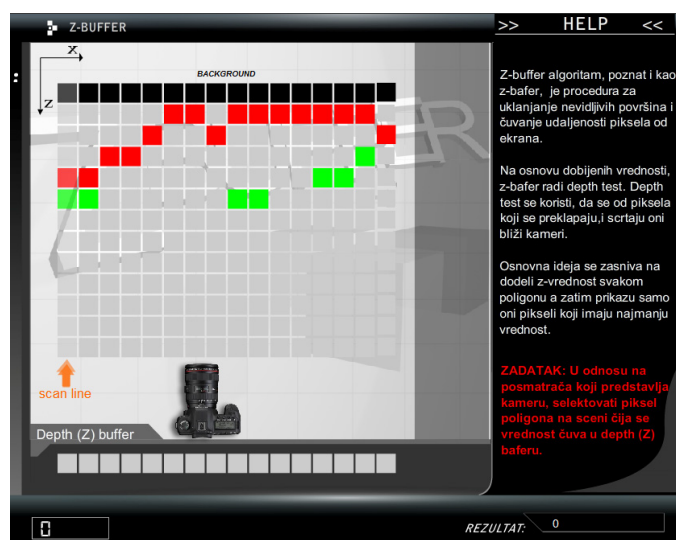 Z-BUFFER
>> HELP <<
X
BACKGROUND
Z
Z-buffer algoritam, poznat i kao
z-bafer,  je procedura za
uklanjanje nevidljivih površina i
čuvanje udaljenosti piksela od
ekrana.
Na osnovu dobijenih vrednosti,
z-bafer radi depth test. Depth
test se koristi, da se od piksela
koji se preklapaju,i scrtaju oni
bliži kameri.
Osnovna ideja se zasniva na
dodeli z-vrednost svakom
poligonu a zatim prikazu samo
oni pikseli koji imaju najmanju
vrednost.
ZADATAK: U odnosu na
posmatrača koji predstavlja
kameru, selektovati piksel
poligona na sceni čija se
vrednost čuva u depth (Z)
baferu.
scan line
Depth (Z) buffer
0
REZULTAT: 0